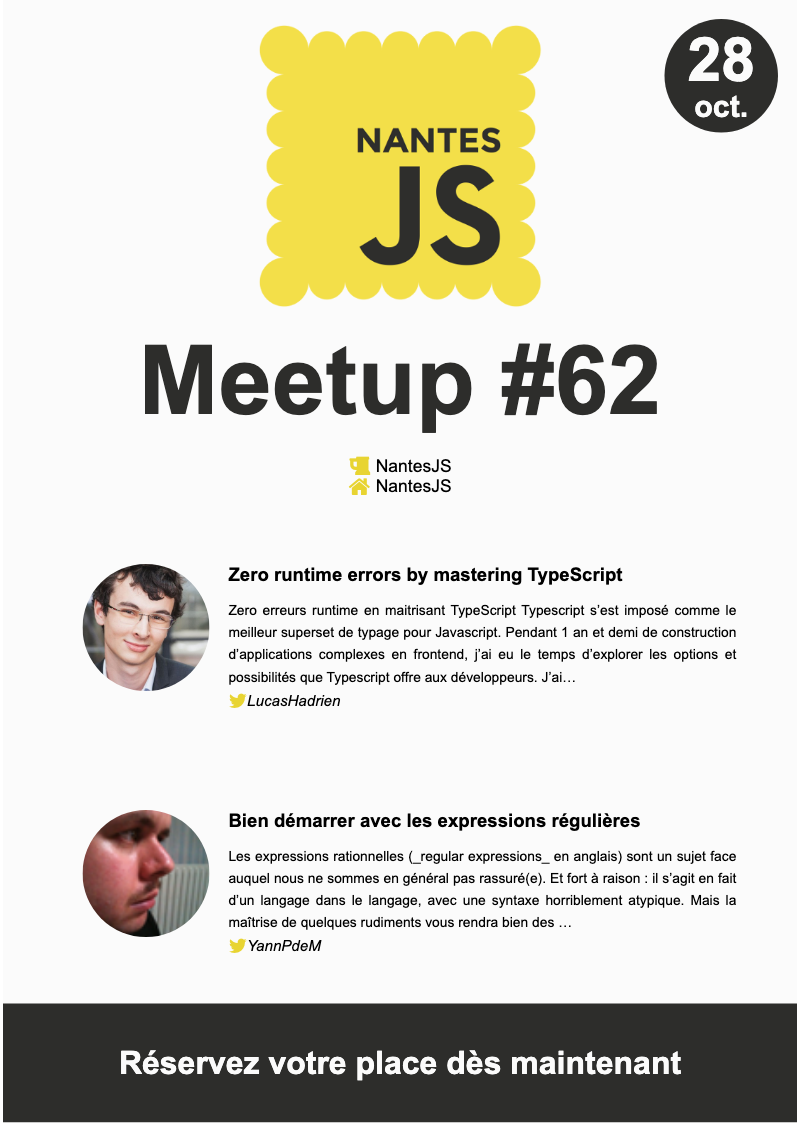 28
oct.
NANTES
JS
Meetup #62
NantesJS
NantesJS
Zero runtime errors by mastering TypeScript
Zero erreurs runtime en maitrisant TypeScript Typescript s’est imposé comme le
meilleur superset de typage pour Javascript. Pendant 1 an et demi de construction
d’applications complexes en frontend, j’ai eu le temps d’explorer les options et
possibilités que Typescript offre aux développeurs. J’ai…
LucasHadrien
Bien démarrer avec les expressions régulières
Les expressions rationnelles (_regular expressions_ en anglais) sont un sujet face
auquel nous ne sommes en général pas rassuré(e). Et fort à raison : il s’agit en fait
d’un langage dans le langage, avec une syntaxe horriblement atypique. Mais la
maîtrise de quelques rudiments vous rendra bien des …
YannPdeM
Réservez votre place dès maintenant